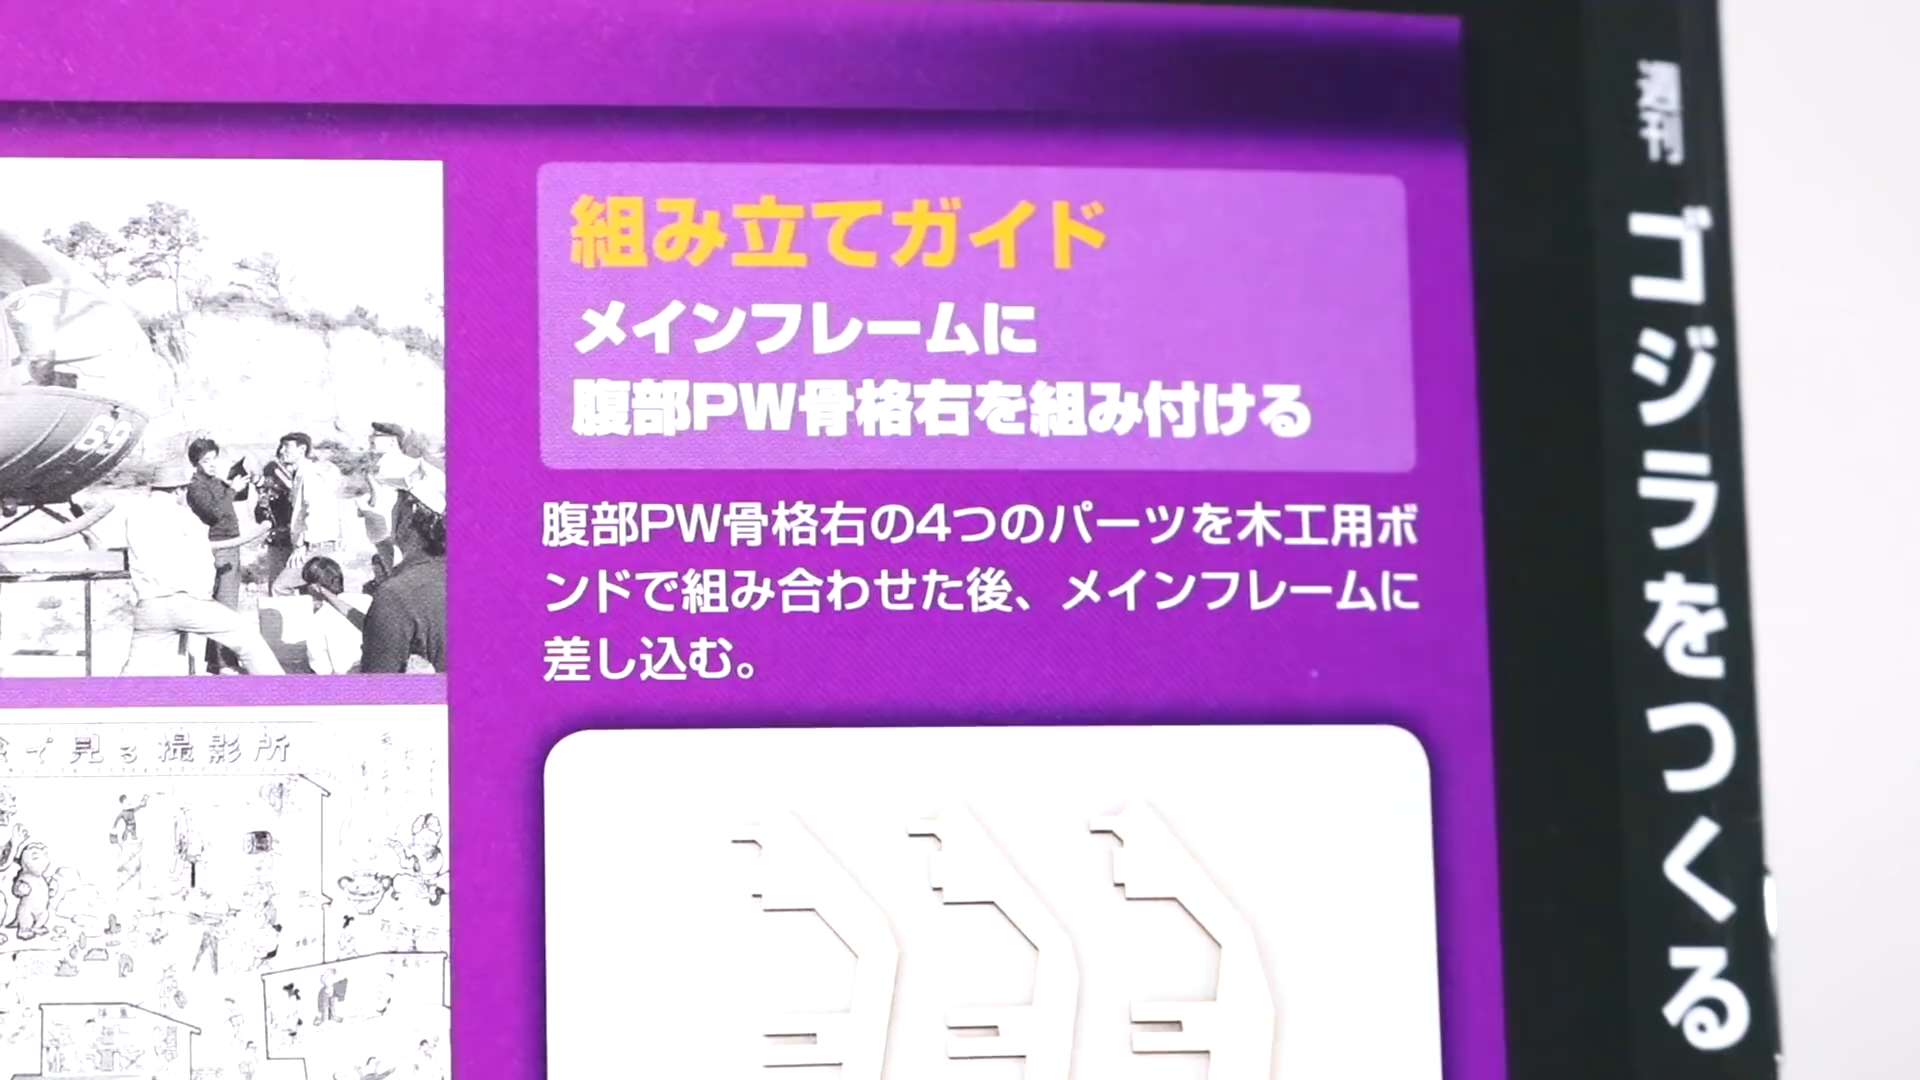 組み立てガイド
メインフレームに
腹部PW骨格右を組み付ける
腹部PW骨格右の4つのパーツを木工用ボ
ンドで組み合わせた後、メインフレームに
差し込む。
69
で見る撮影所
週刊 ゴジラをつくる